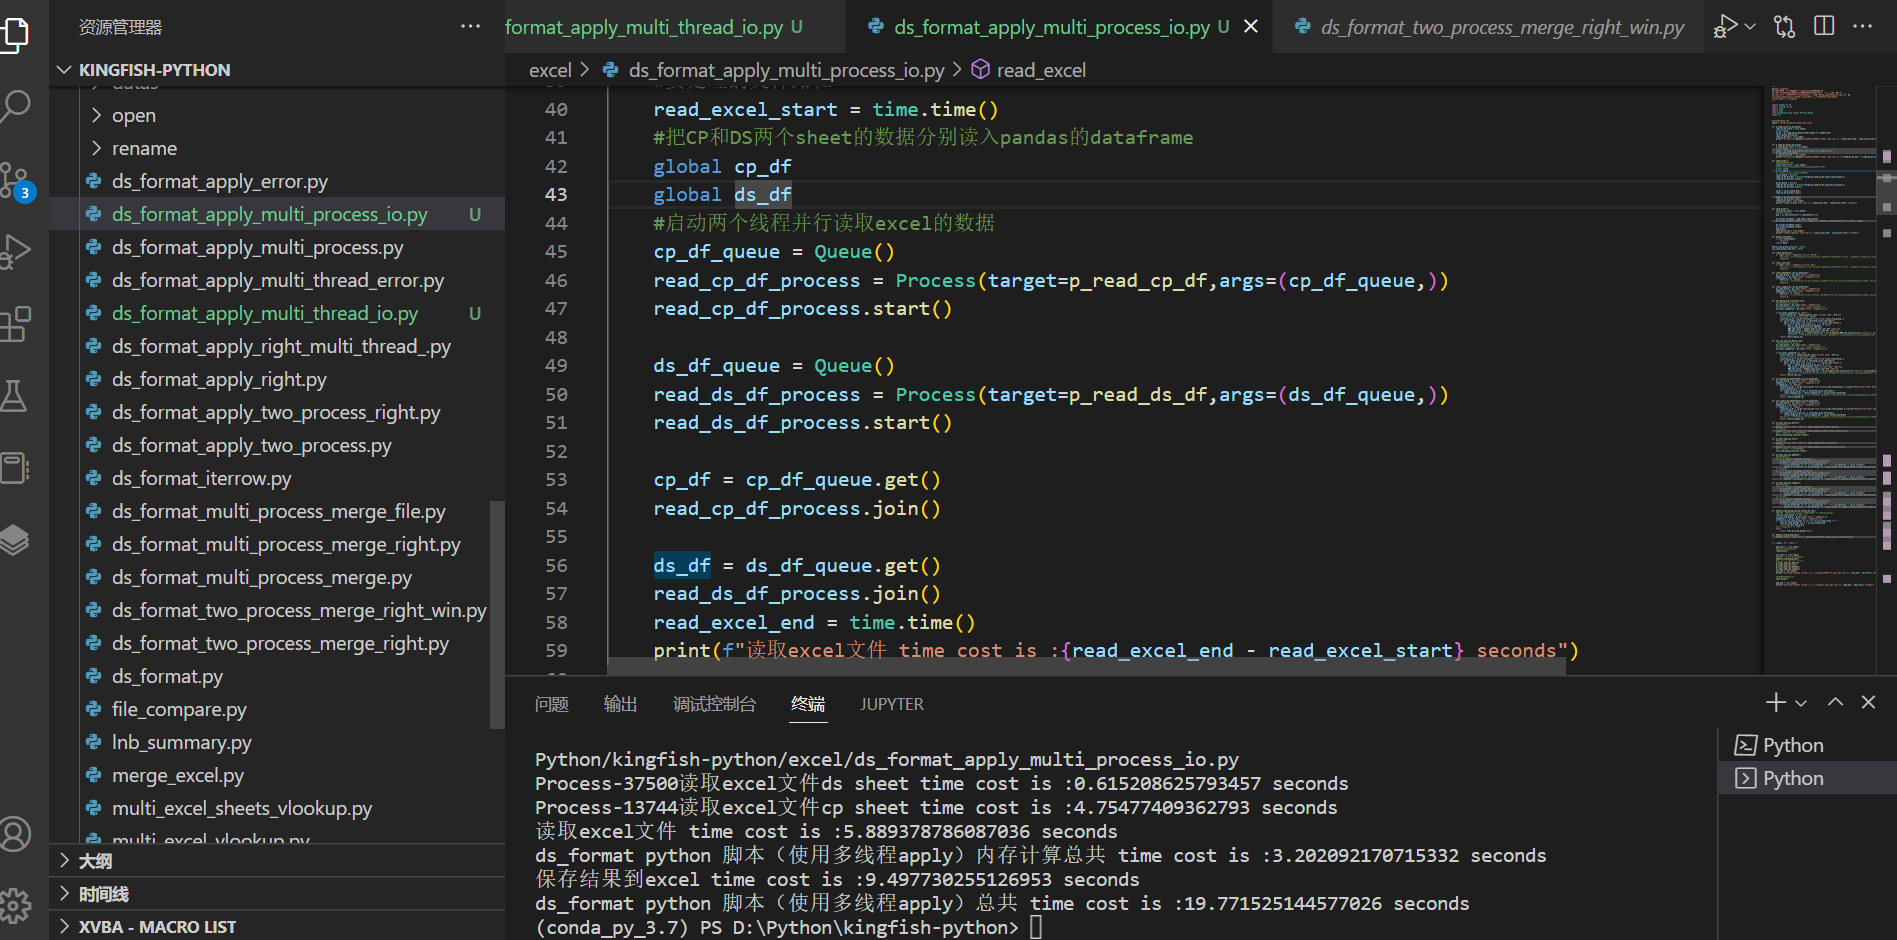 资源管理器
KINGFISH-PYTHON
open
rename
ds_format_apply_error.py
ds_format_apply_multi_process_io.py U
ds_format_apply_multi_process.py
ds_format_apply_multi_thread_error.py
ds_format_apply_multi_thread_io.py U
ds_format_apply_right_multi_thread_.py
ds_format_apply_right.py
ds_format_apply_two_process_right.py
ds_format_apply_two_process.py
ds_format_iterrow.py
ds_format_multi_process_merge_file.py
ds_format_multi_process_merge_right.py
ds_format_multi_process_merge.py
ds_format_two_process_merge_right_win.py
ds_format_two_process_merge_right.py
ds_format.py
file_compare.py
lnb_summary.py
merge_excel.py
multi_excel_sheets_vlookup.py
multi_excel_vlookup.py
大纲
时间线
XVBA - MACRO LIST
3
format_apply_multi_thread_io.py U
ds_format_apply_multi_process_io.py U
ds_format_two_process_merge_right_win.py
excel > ds_format_apply_multi_process_io.py > read_excel
40 read_excel_start = time.time()
41 #把CP和DS两个sheet的数据分别读入pandas的dataframe
42 global cp_df
43 global ds_df
44 #启动两个线程并行读取excel的数据
45 cp_df_queue = Queue()
46 read_cp_df_process = Process(target=p_read_cp_df,args=(cp_df_queue,))
47 read_cp_df_process.start()
48
49 ds_df_queue = Queue()
50 read_ds_df_process = Process(target=p_read_ds_df,args=(ds_df_queue,))
51 read_ds_df_process.start()
52
53 cp_df = cp_df_queue.get()
54 read_cp_df_process.join()
55
56 ds_df = ds_df_queue.get()
57 read_ds_df_process.join()
58 read_excel_end = time.time()
59 print(f"读取excel文件 time cost is :{read_excel_end - read_excel_start} seconds")
问题 输出 调试控制台 终端 JUPYTER
Python/kingfish-python/excel/ds_format_apply_multi_process_io.py
Process-37500读取excel文件ds sheet time cost is :0.615208625793457 seconds
Process-13744读取excel文件cp sheet time cost is :4.75477409362793 seconds
读取excel文件 time cost is :5.889378786087036 seconds
ds_format python 脚本（使用多线程apply）内存计算总共 time cost is :3.202092170715332 seconds
保存结果到excel time cost is :9.497730255126953 seconds
ds_format python 脚本（使用多线程apply）总共 time cost is :19.771525144577026 seconds
(conda_py_3.7) PS D:\Python\kingfish-python>
Python
Python